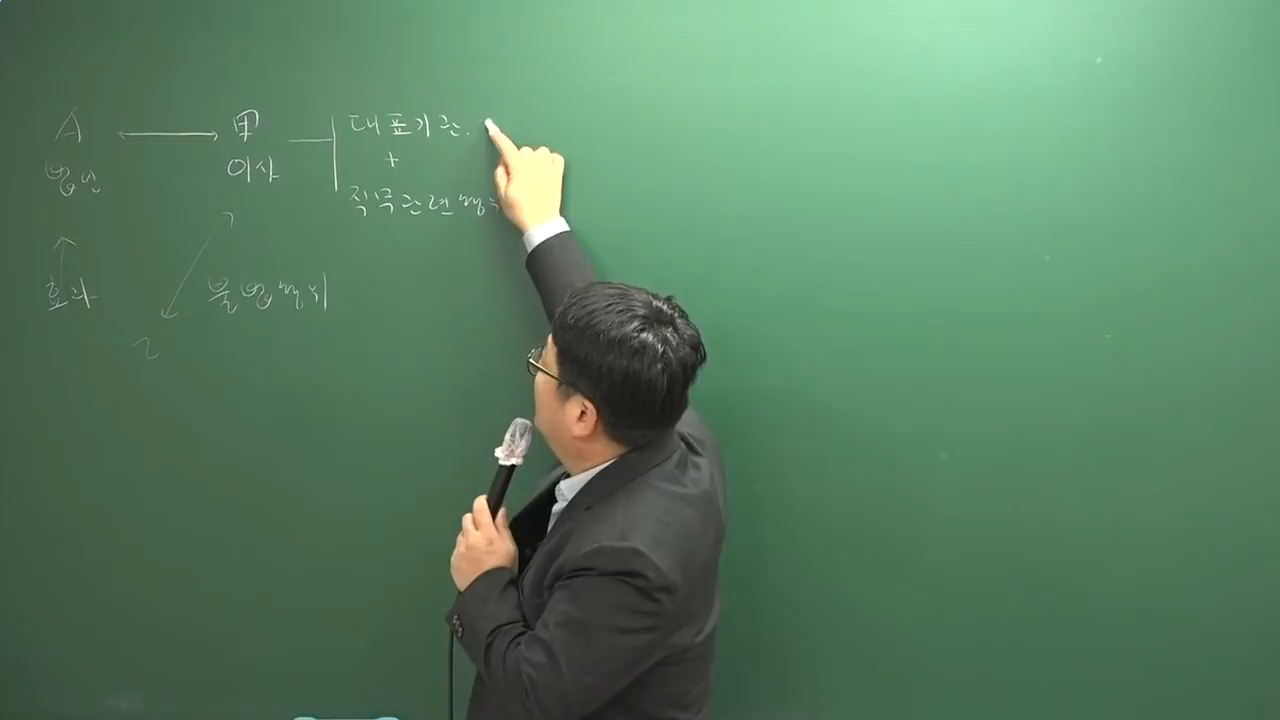 A ↔ 甲 대표기관.
법인 이사 +
직무관련행
효과 불법행위
乙